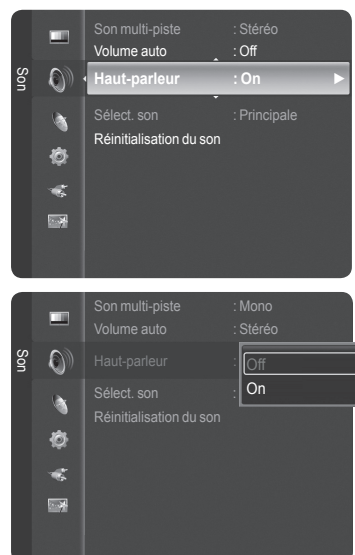 Son
Son multi-piste : Stéréo
Volume auto : Off
Haut-parleur : On
Sélect. son : Principale
Réinitialisation du son
Son
Son multi-piste : Mono
Volume auto : Stéréo
Haut-parleur :
Off
On
Sélect. son :
Réinitialisation du son